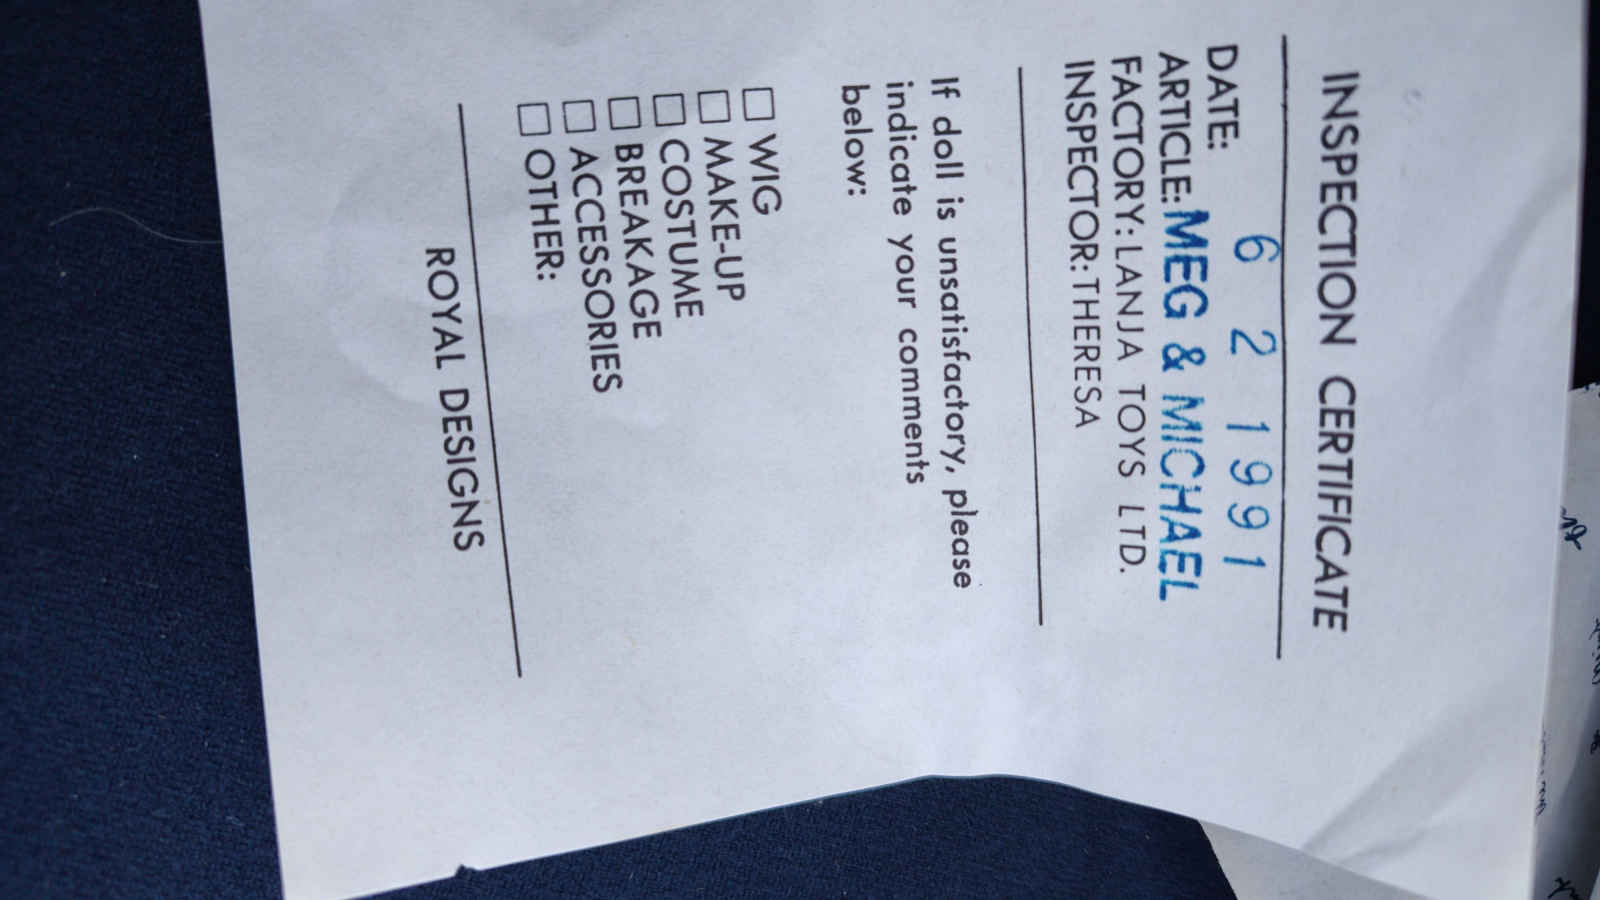 INSPECTION CERTIFICATE
DATE: 6 2 1991
ARTICLE: MEG & MICHAEL
FACTORY: LANJA TOYS LTD.
INSPECTOR: THERESA
If doll is unsatisfactory, please
indicate your comments
below:
☐ WIG
☐ MAKE-UP
☐ COSTUME
☐ BREAKAGE
☐ ACCESSORIES
☐ OTHER:
ROYAL DESIGNS